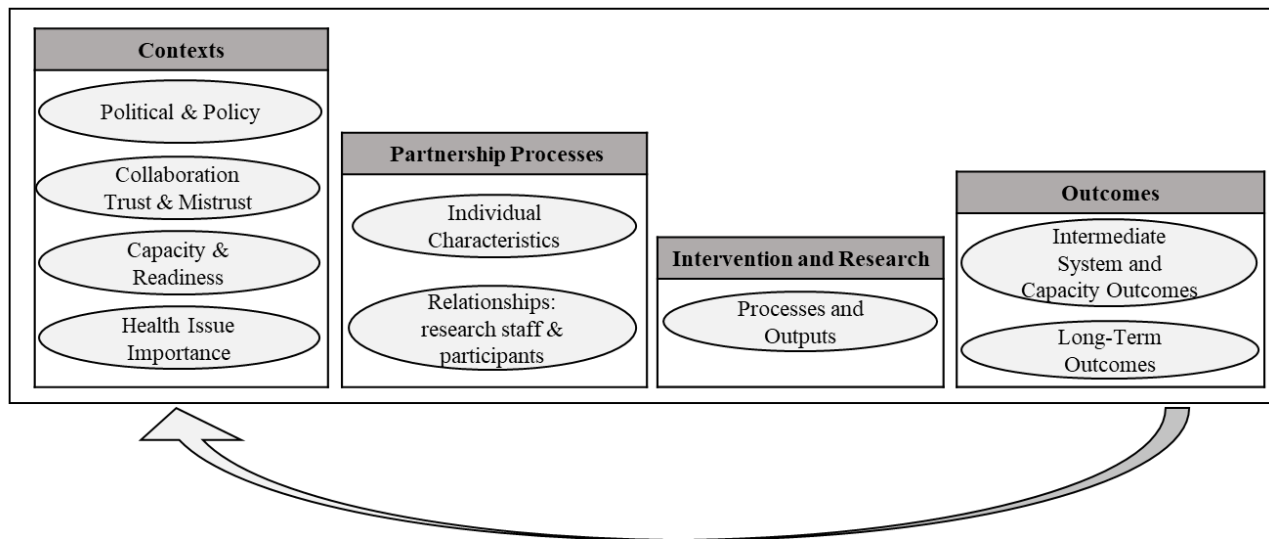 Contexts
Political & Policy
Collaboration
Trust & Mistrust
Capacity &
Readiness
Health Issue
Importance
Partnership Processes
Individual
Characteristics
Relationships:
research staff &
participants
Intervention and Research
Processes and
Outputs
Outcomes
Intermediate
System and
Capacity Outcomes
Long-Term
Outcomes